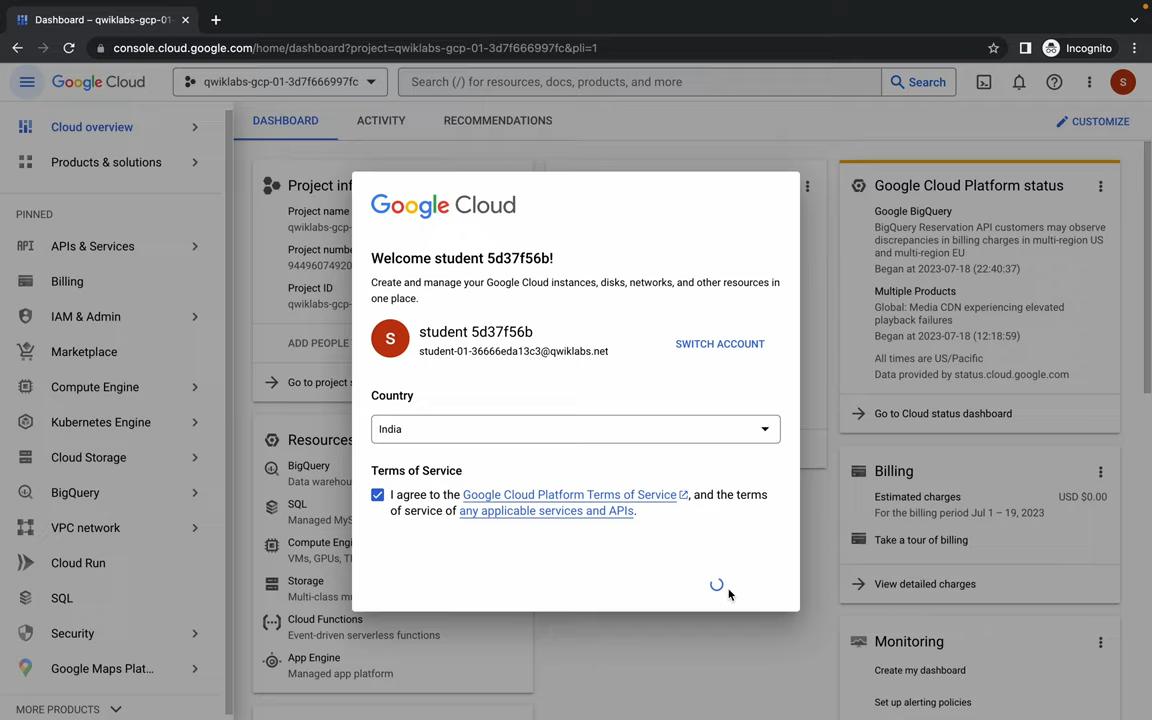 Dashboard – qwiklabs-gcp-01
console.cloud.google.com/home/dashboard?project=qwiklabs-gcp-01-3d7f666997fc&pli=1
Incognito
Google Cloud
qwiklabs-gcp-01-3d7f666997fc
Search (/) for resources, docs, products, and more
Search
S
Cloud overview
Products & solutions
PINNED
API APIs & Services
Billing
IAM & Admin
Marketplace
Compute Engine
Kubernetes Engine
Cloud Storage
BigQuery
VPC network
Cloud Run
SQL
Security
Google Maps Plat...
MORE PRODUCTS
DASHBOARD
ACTIVITY
RECOMMENDATIONS
CUSTOMIZE
Project inf
Project name
qwiklabs-gcp-
Project numbe
94496074920
Project ID
qwiklabs-gcp-
ADD PEOPLE
Go to project s
Resources
BigQuery
Data warehou
SQL
Managed MyS
Compute Engi
VMs, GPUs, T
Storage
Multi-class mu
Cloud Functions
Event-driven serverless functions
App Engine
Managed app platform
Google Cloud
Welcome student 5d37f56b!
Create and manage your Google Cloud instances, disks, networks, and other resources in
one place.
S
student 5d37f56b
student-01-36666eda13c3@qwiklabs.net
SWITCH ACCOUNT
Country
India
Terms of Service
I agree to the Google Cloud Platform Terms of Service, and the terms
of service of any applicable services and APIs.
Google Cloud Platform status
Google BigQuery
BigQuery Reservation API customers may observe
discrepancies in billing charges in multi-region US
and multi-region EU
Began at 2023-07-18 (22:40:37)
Multiple Products
Global: Media CDN experiencing elevated
playback failures
Began at 2023-07-18 (12:18:59)
All times are US/Pacific
Data provided by status.cloud.google.com
Go to Cloud status dashboard
Billing
Estimated charges USD $0.00
For the billing period Jul 1 – 19, 2023
Take a tour of billing
View detailed charges
Monitoring
Create my dashboard
Set up alerting policies